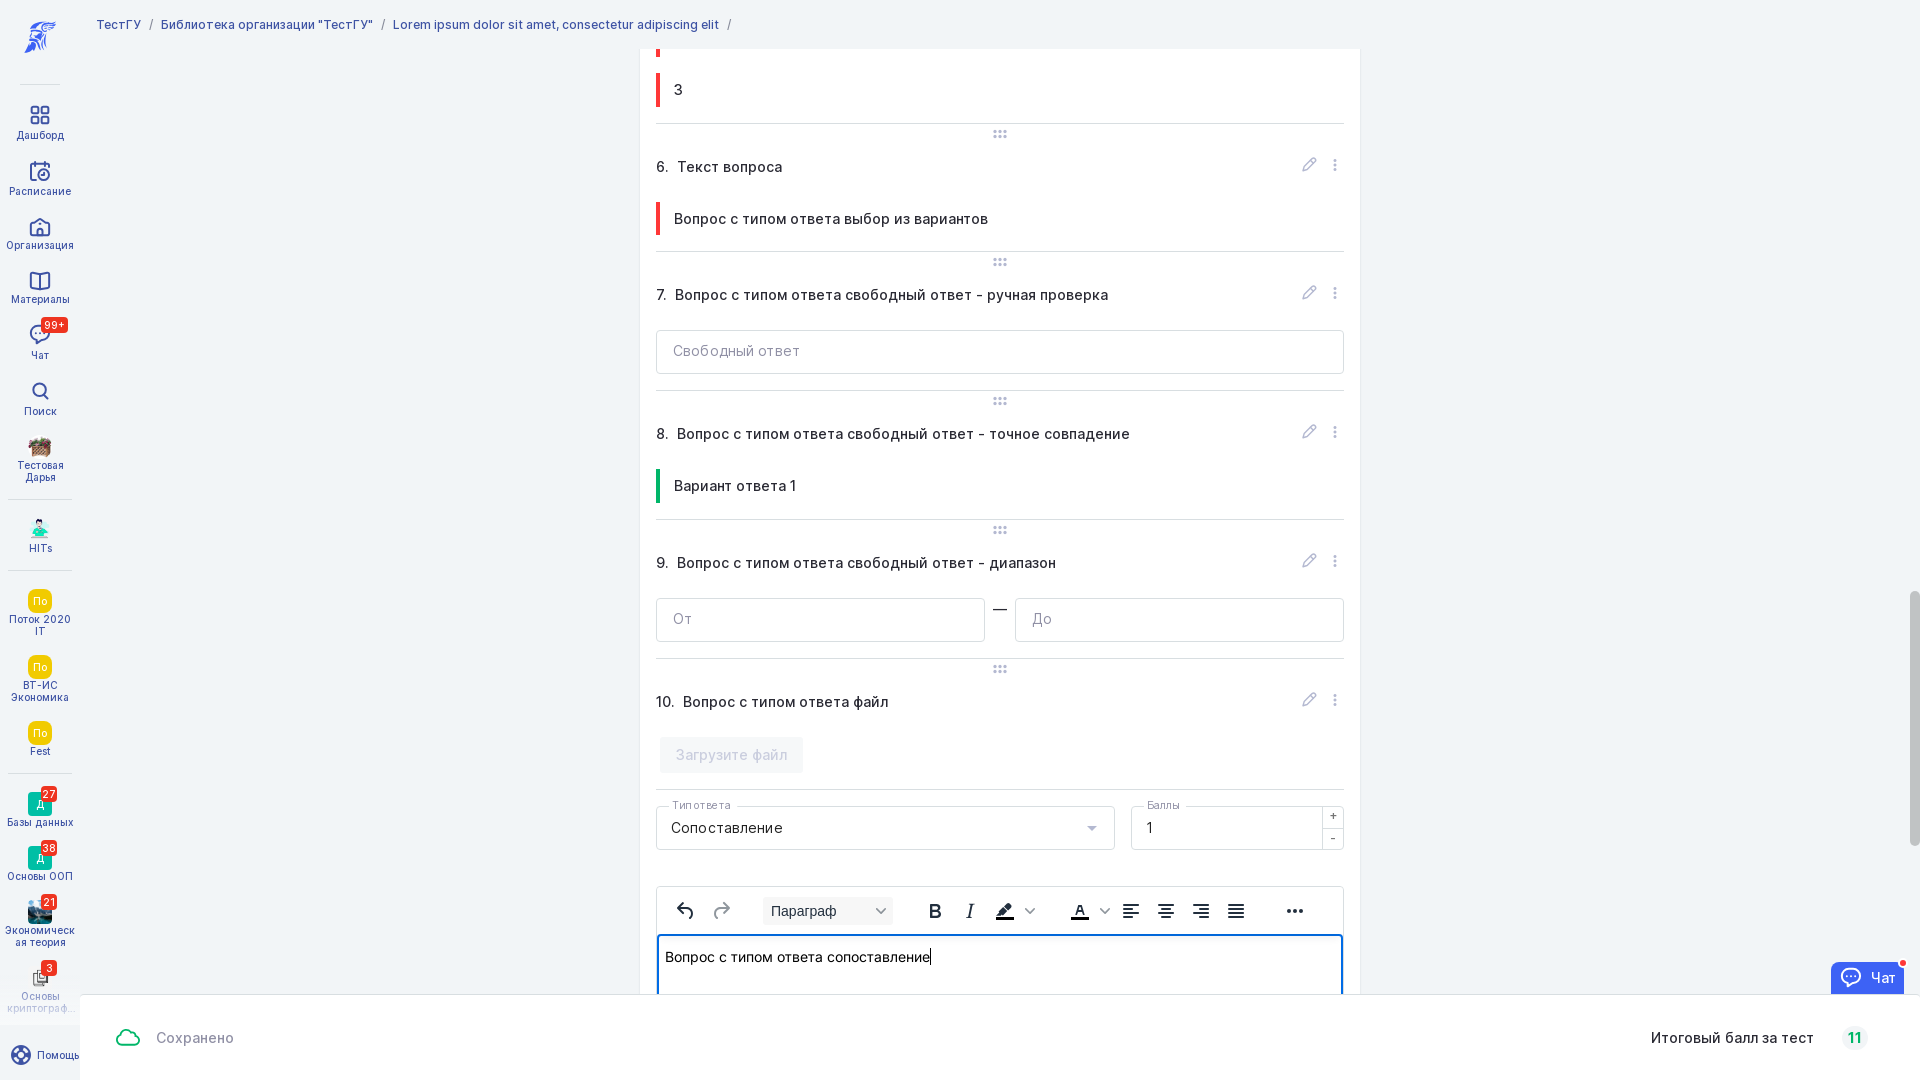 ТестГУ / Библиотека организации "ТестГУ" / Lorem ipsum dolor sit amet, consectetur adipiscing elit /
Дашборд
Расписание
Организация
Материалы
99+
Чат
Поиск
Тестовая
Дарья
HITs
По
Поток 2020
IT
По
ВТ-ИС
Экономика
По
Fest
27
Д
Базы данных
38
Д
Основы ООП
21
Экономическ
ая теория
3
Основы
криптограф...
Помощь
3
6. Текст вопроса
Вопрос с типом ответа выбор из вариантов
7. Вопрос с типом ответа свободный ответ - ручная проверка
Свободный ответ
8. Вопрос с типом ответа свободный ответ - точное совпадение
Вариант ответа 1
9. Вопрос с типом ответа свободный ответ - диапазон
От — До
10. Вопрос с типом ответа файл
Загрузите файл
Тип ответа
Сопоставление
Баллы
1
+
-
Параграф
Вопрос с типом ответа сопоставление
Чат
Сохранено
Итоговый балл за тест 11